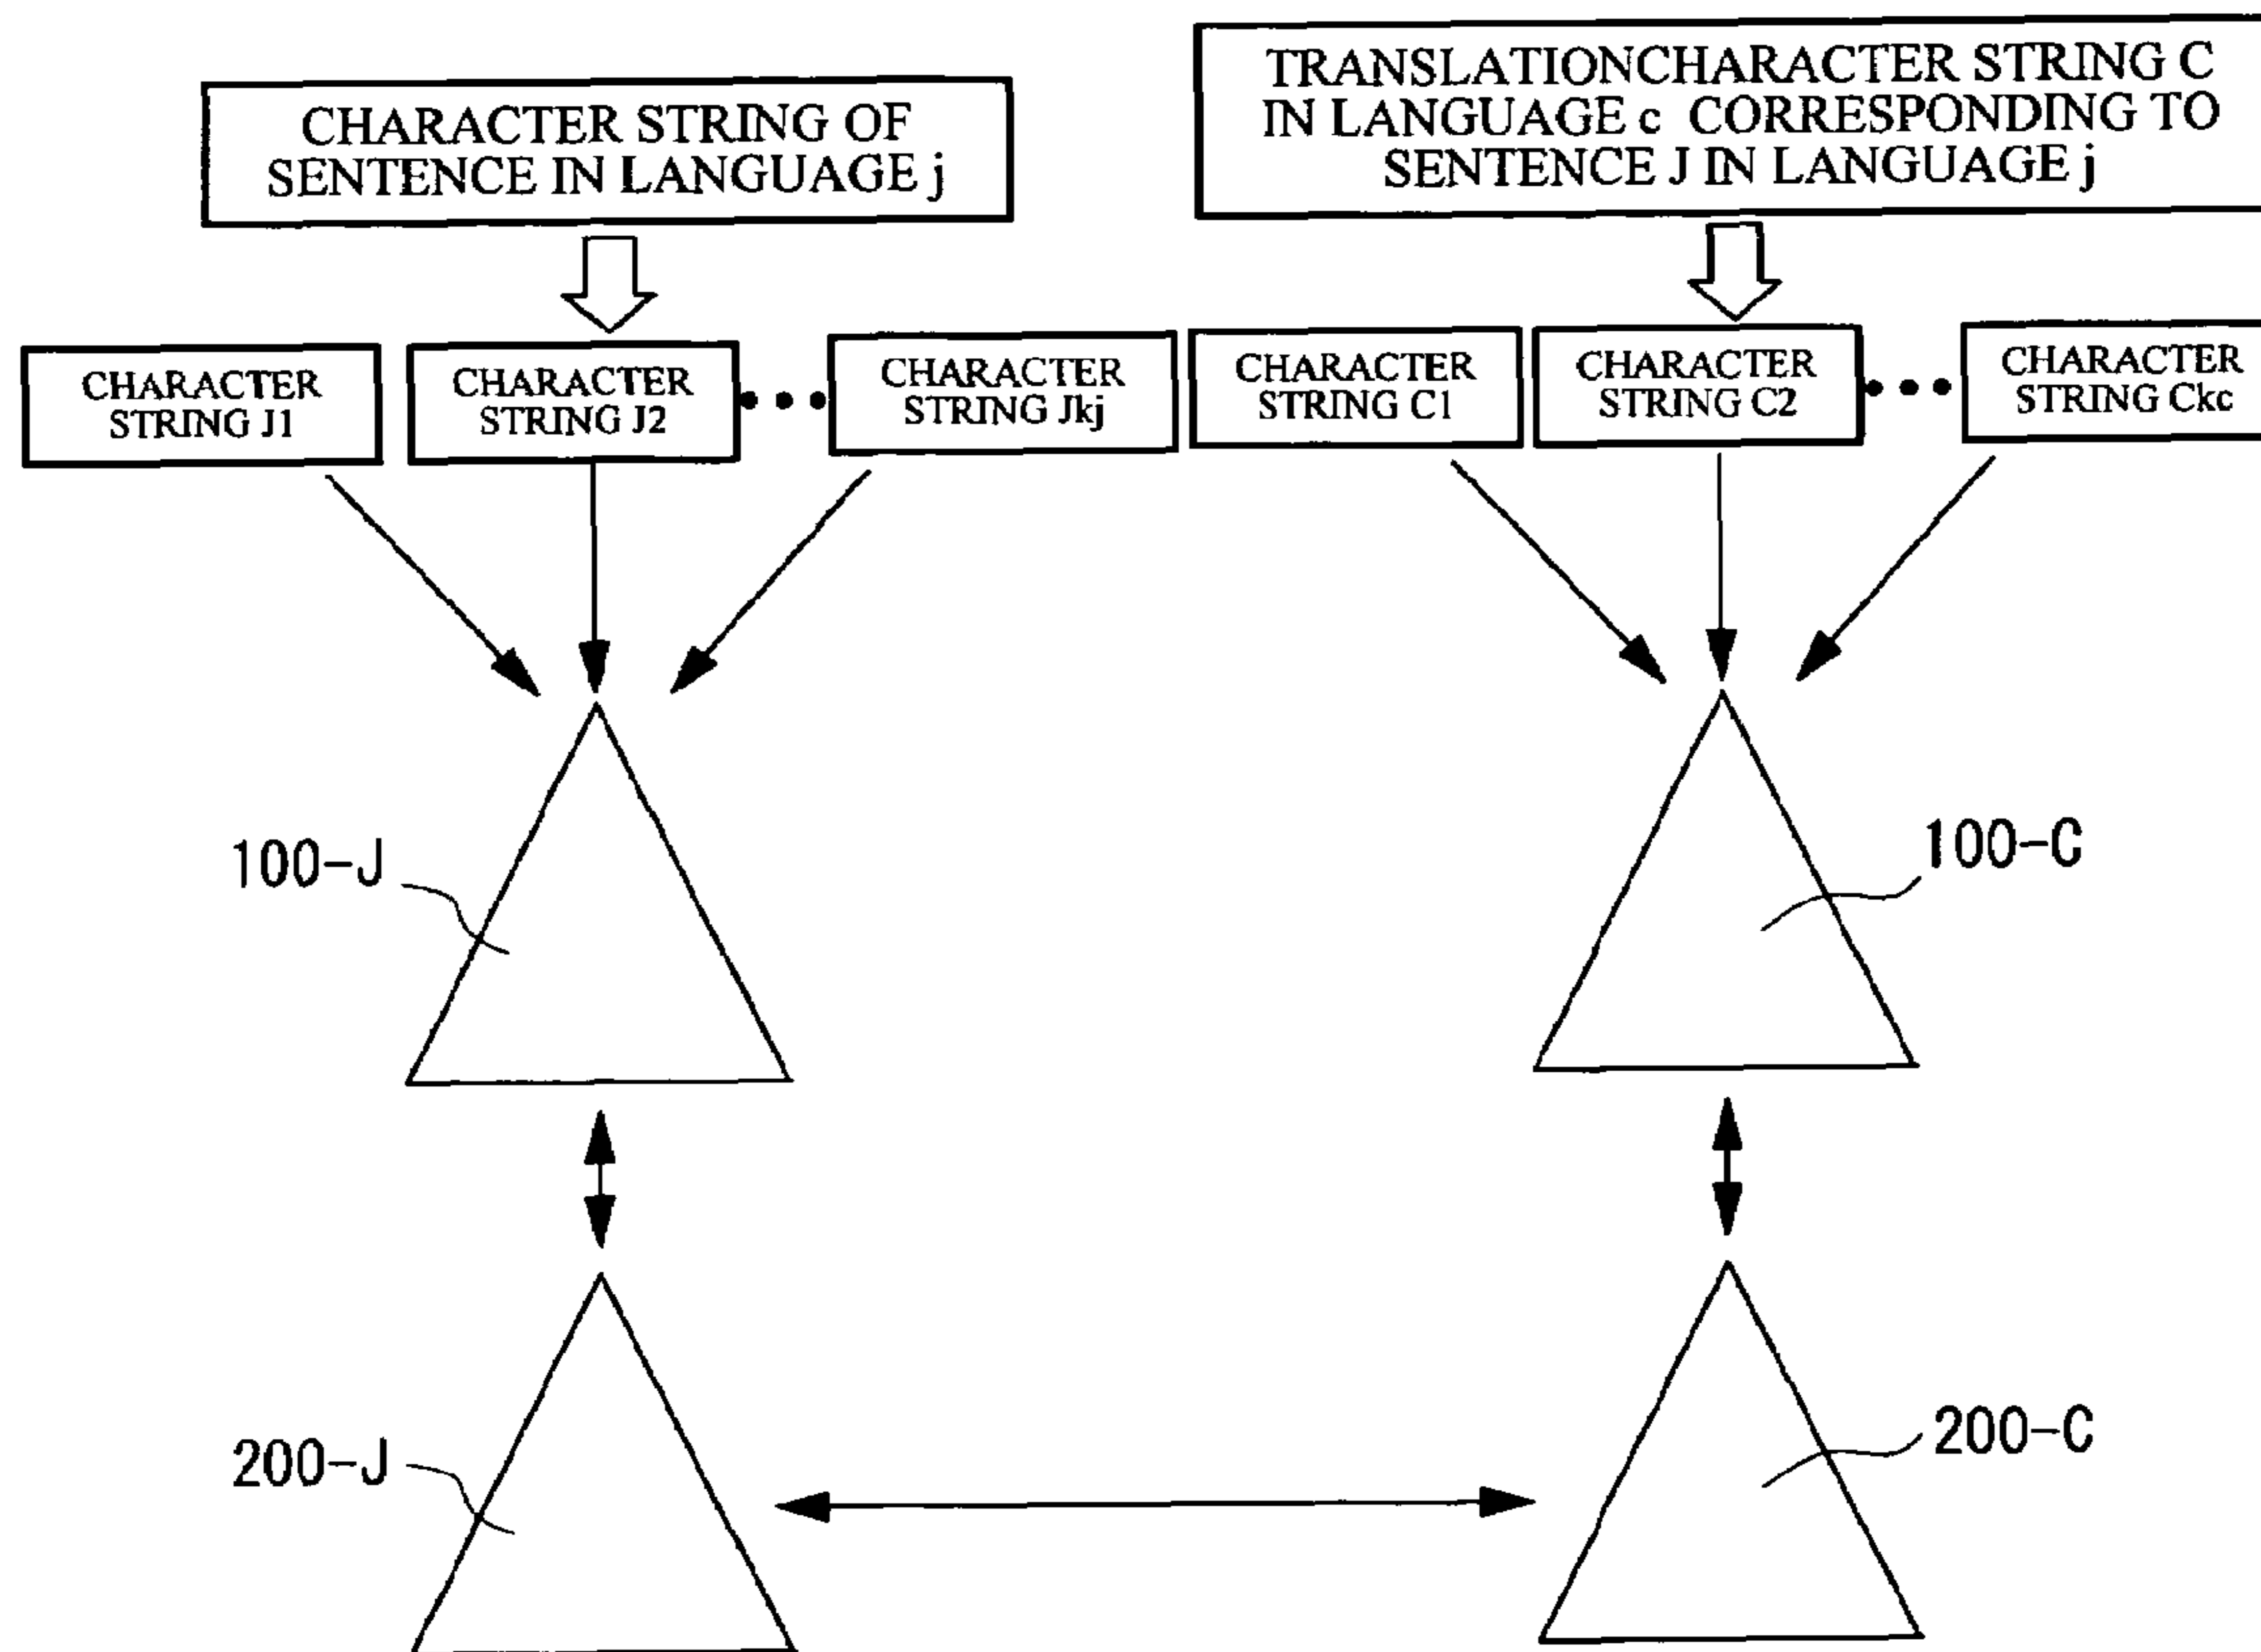 CHARACTER STRING OF
SENTENCE IN LANGUAGE j
TRANSLATIONCHARACTER STRING C
IN LANGUAGE c CORRESPONDING TO
SENTENCE J IN LANGUAGE j
CHARACTER
STRING J1
CHARACTER
STRING J2
CHARACTER
STRING Jkj
CHARACTER
STRING C1
CHARACTER
STRING C2
CHARACTER
STRING Ckc
100-J
100-C
200-J
200-C